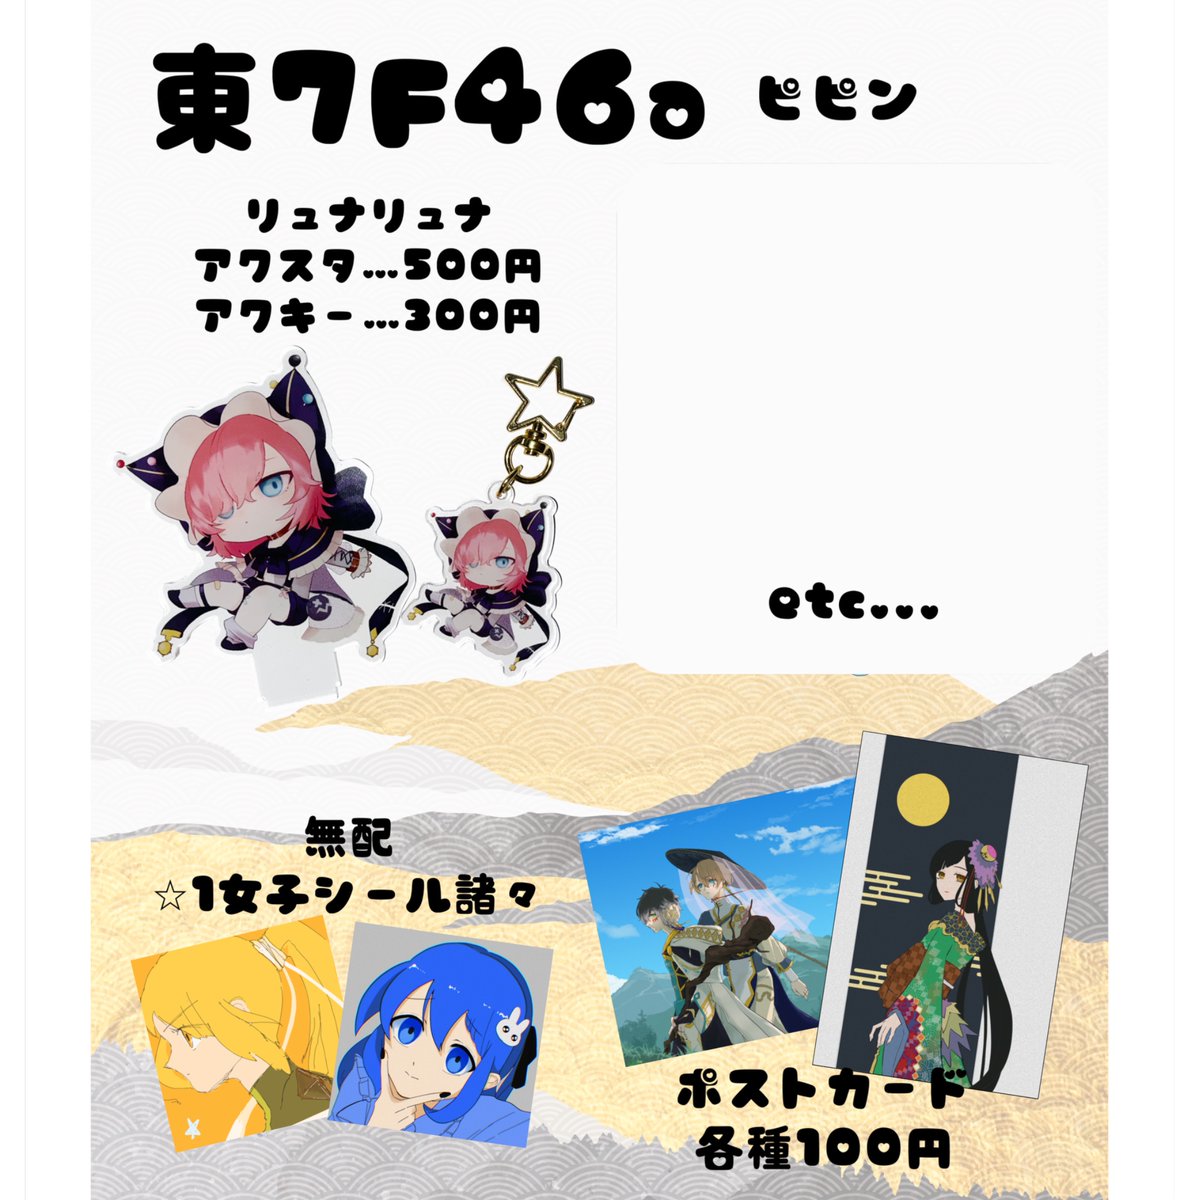 東7F46a ピピン
リュナリュナ
アクスタ...500円
アクキー...300円
etc...
無配
☆1女子シール諸々
ポストカード
各種100円